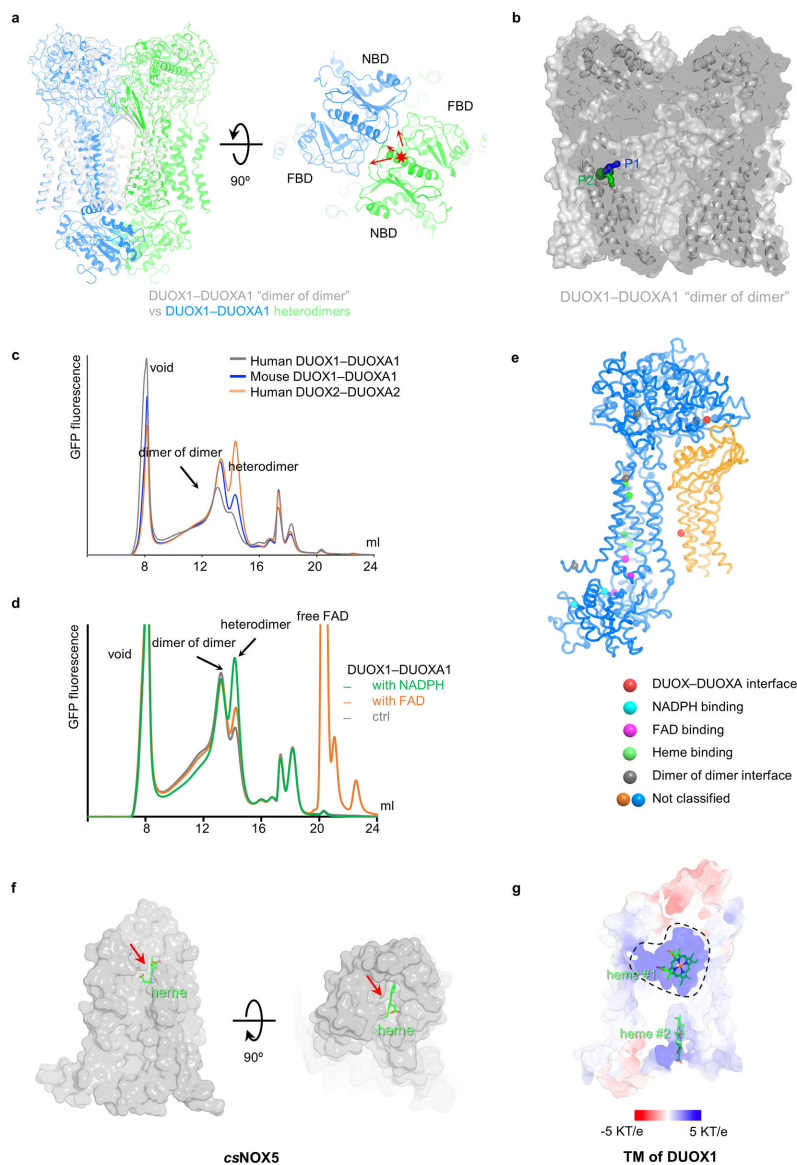 a
NBD
FBD
90º
FBD
NBD
DUOX1–DUOXA1 “dimer of dimer”
vs DUOX1–DUOXA1 heterodimers
b
P1
P2
DUOX1–DUOXA1 “dimer of dimer”
c
GFP fluorescence
void
Human DUOX1–DUOXA1
Mouse DUOX1–DUOXA1
Human DUOX2–DUOXA2
dimer of dimer
heterodimer
ml
8 12 16 20 24
d
GFP fluorescence
void
dimer of dimer
heterodimer
free FAD
DUOX1–DUOXA1
with NADPH
with FAD
ctrl
ml
8 12 16 20 24
e
DUOX–DUOXA interface
NADPH binding
FAD binding
Heme binding
Dimer of dimer interface
Not classified
f
heme
90º
heme
csNOX5
g
heme #1
heme #2
-5 KT/e 5 KT/e
TM of DUOX1